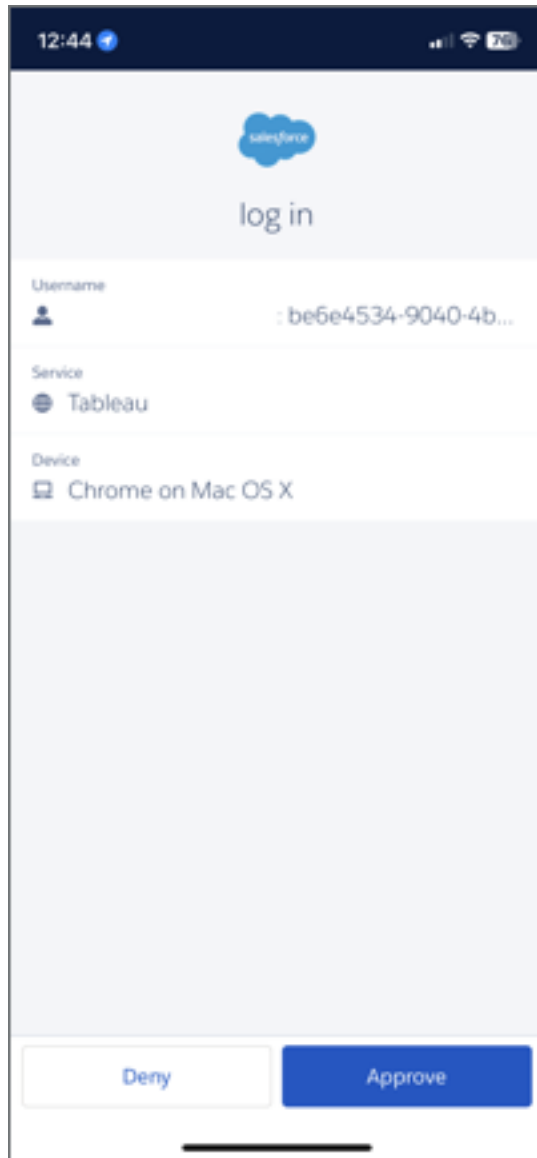 12:44
76
salesforce
log in
Username
: be6e4534-9040-4b...
Service
Tableau
Device
Chrome on Mac OS X
Deny
Approve